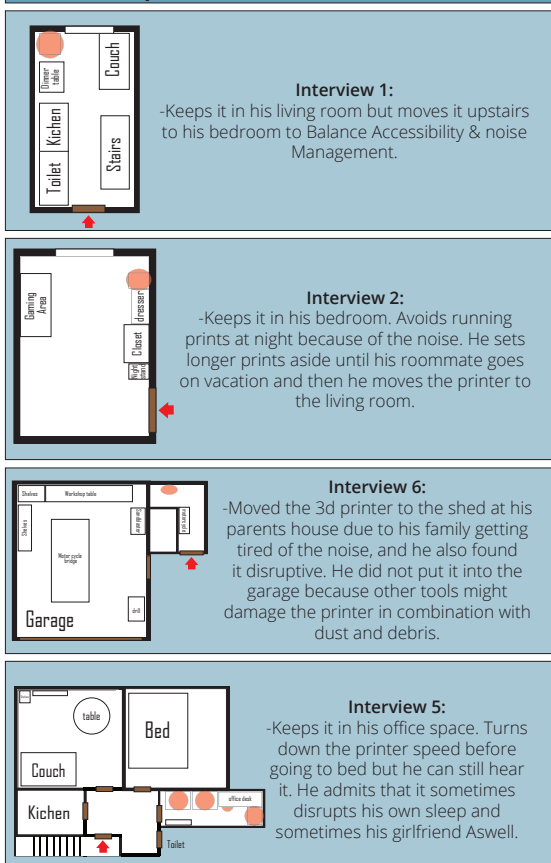 Dinner
table
Couch
Kichen
Toilet
Stairs
Interview 1:
-Keeps it in his living room but moves it upstairs
to his bedroom to Balance Accessibility & noise
Management.
Gaming
Area
dresser
Closet
Night
stand
Interview 2:
-Keeps it in his bedroom. Avoids running
prints at night because of the noise. He sets
longer prints aside until his roommate goes
on vacation and then he moves the printer to
the living room.
Shelves
Workshop table
Shelves
Motor cycle
bridge
drill
Garage
Interview 6:
-Moved the 3d printer to the shed at his
parents house due to his family getting
tired of the noise, and he also found
it disruptive. He did not put it into the
garage because other tools might
damage the printer in combination with
dust and debris.
table
Bed
Couch
Kichen
office desk
Toilet
Interview 5:
-Keeps it in his office space. Turns
down the printer speed before
going to bed but he can still hear
it. He admits that it sometimes
disrupts his own sleep and
sometimes his girlfriend Aswell.